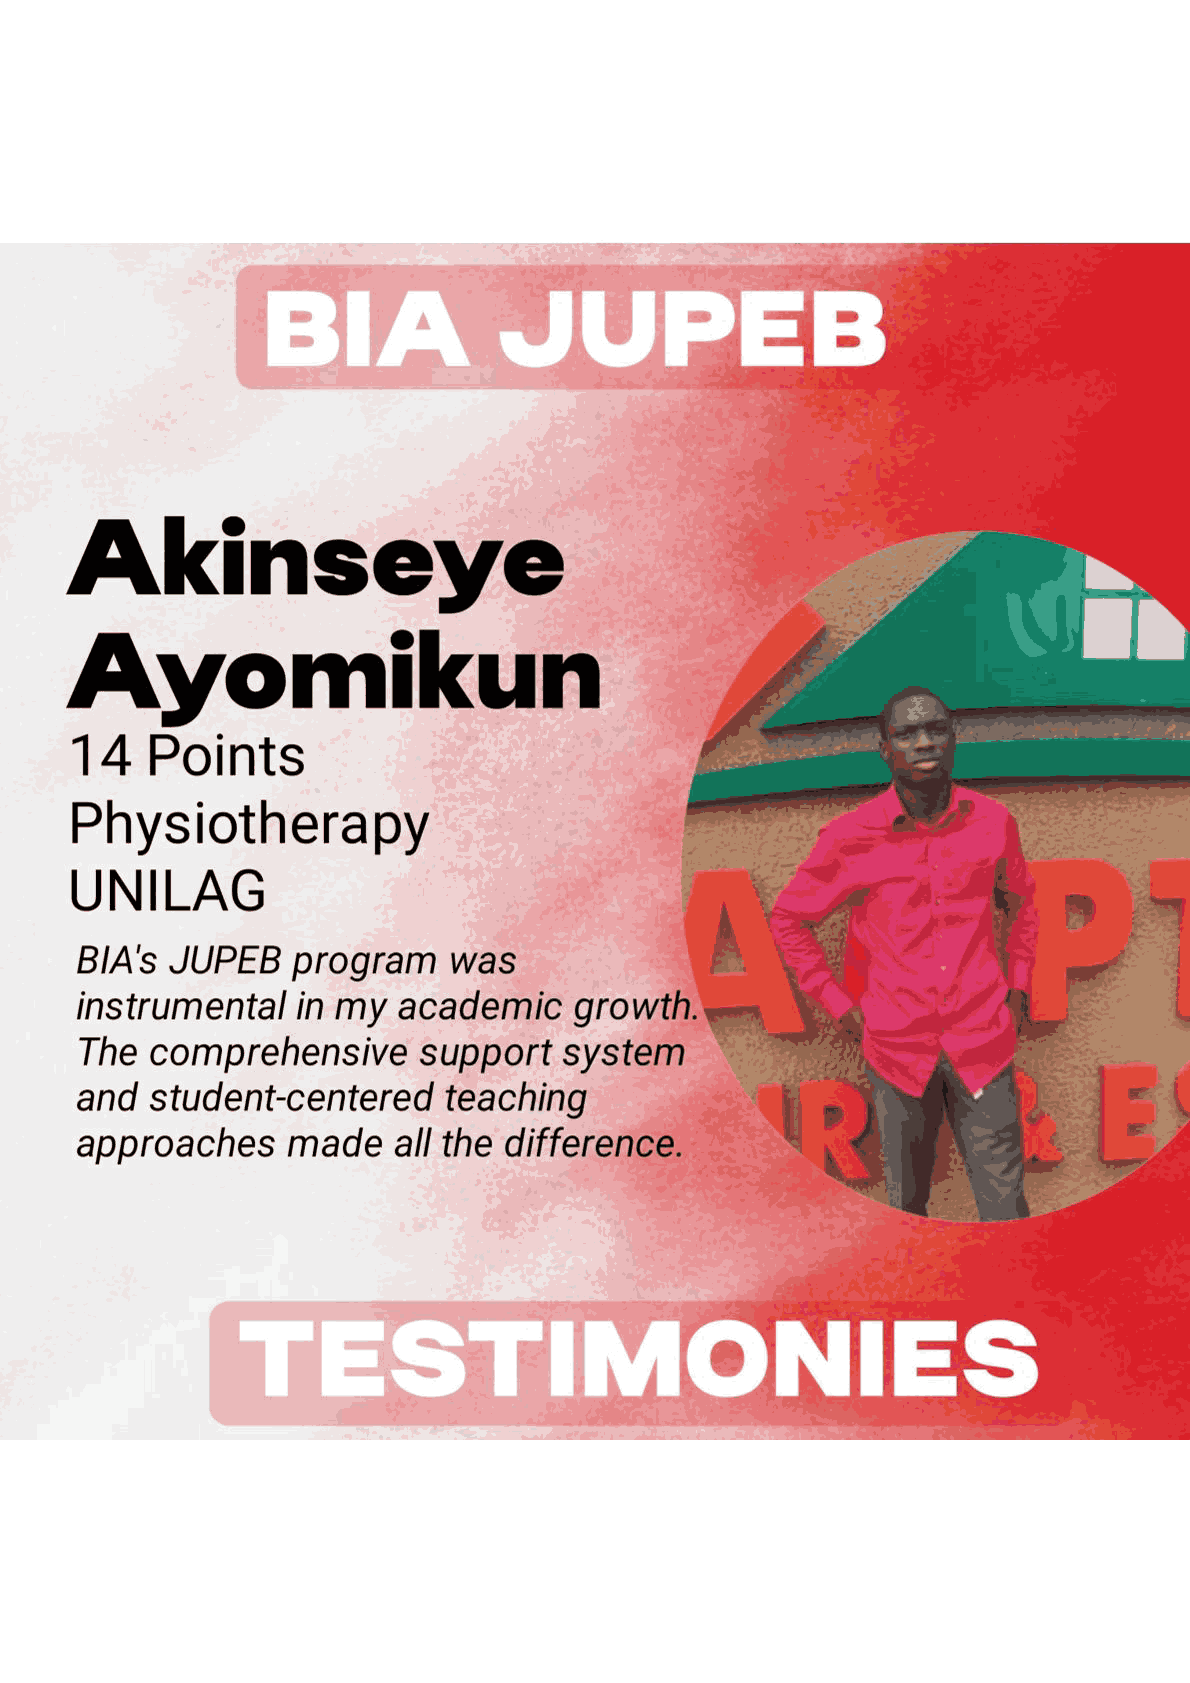 BIA JUPEB
Akinseye
Ayomikun
14 Points
Physiotherapy
UNILAG
BIA's JUPEB program was
instrumental in my academic growth.
The comprehensive support system
and student-centered teaching
approaches made all the difference.
A PT
R & E
TESTIMONIES